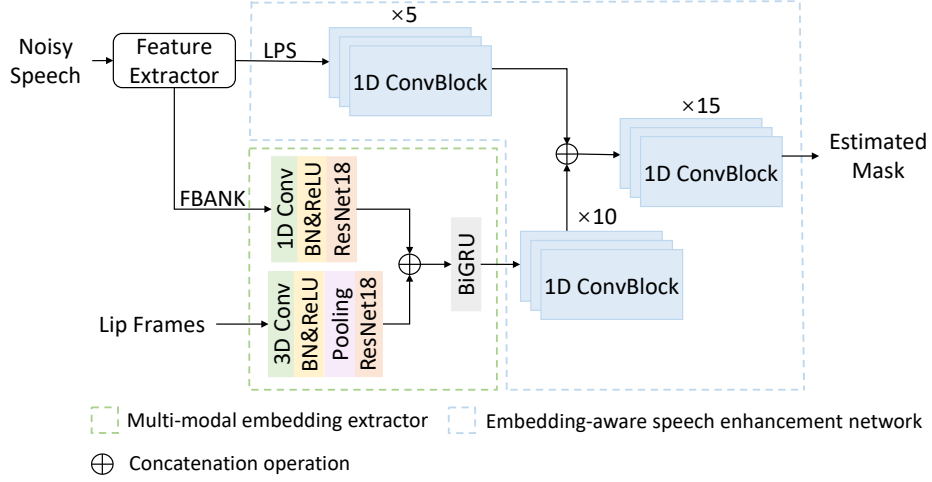 ×5
Noisy
Speech
Feature
Extractor
LPS
1D ConvBlock
×15
1D ConvBlock
Estimated
Mask
FBANK
1D Conv
BN&ReLU
ResNet18
×10
1D ConvBlock
BiGRU
Lip Frames
3D Conv
BN&ReLU
Pooling
ResNet18
Multi-modal embedding extractor
Embedding-aware speech enhancement network
Concatenation operation